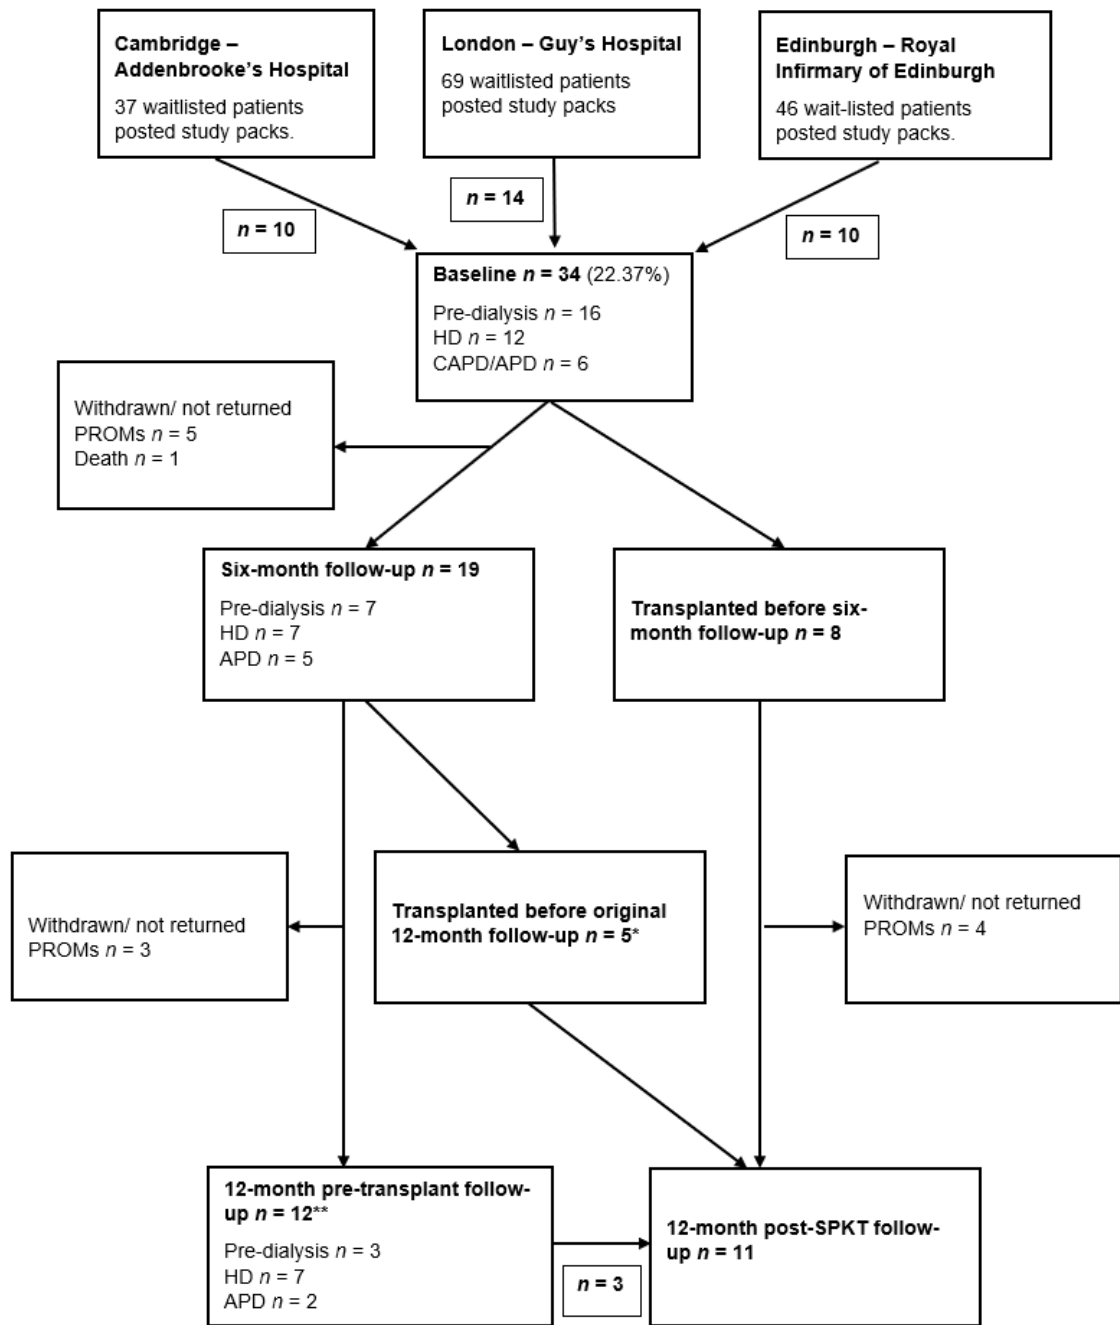 Cambridge –
Addenbrooke's Hospital
37 waitlisted patients
posted study packs.
London – Guy's Hospital
69 waitlisted patients
posted study packs
Edinburgh – Royal
Infirmary of Edinburgh
46 wait-listed patients
posted study packs.
n = 10
n = 14
n = 10
Baseline n = 34 (22.37%)
Pre-dialysis n = 16
HD n = 12
CAPD/APD n = 6
Withdrawn/ not returned
PROMs n = 5
Death n = 1
Six-month follow-up n = 19
Pre-dialysis n = 7
HD n = 7
APD n = 5
Transplanted before six-
month follow-up n = 8
Withdrawn/ not returned
PROMs n = 3
Transplanted before original
12-month follow-up n = 5*
Withdrawn/ not returned
PROMs n = 4
12-month pre-transplant follow-
up n = 12**
Pre-dialysis n = 3
HD n = 7
APD n = 2
n = 3
12-month post-SPKT follow-
up n = 11